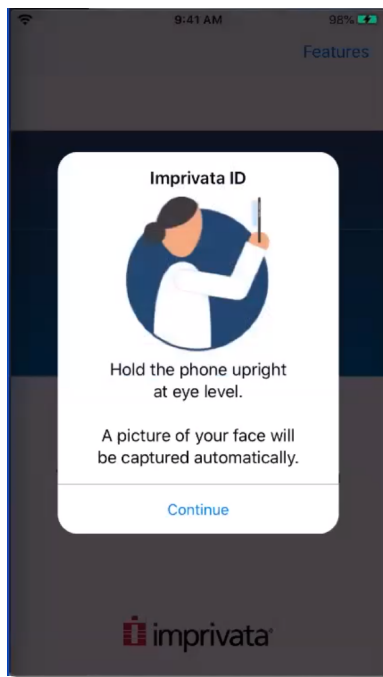 9:41 AM
98%
Features
Imprivata ID
Hold the phone upright
at eye level.
A picture of your face will
be captured automatically.
Continue
imprivata®